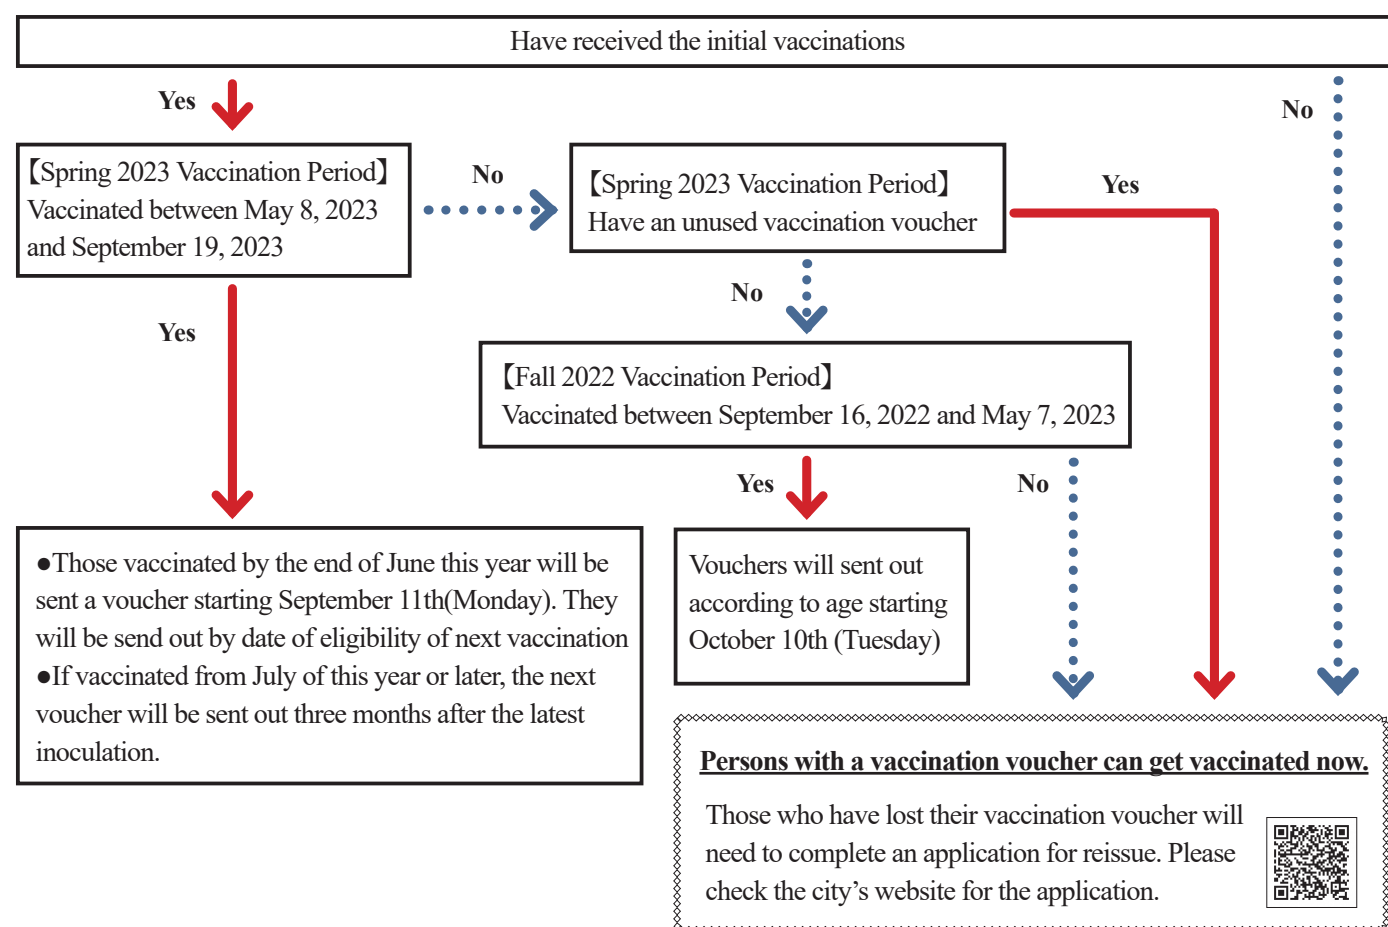 Have received the initial vaccinations
Yes
No
【Spring 2023 Vaccination Period】
Vaccinated between May 8, 2023
and September 19, 2023
No
【Spring 2023 Vaccination Period】
Have an unused vaccination voucher
Yes
No
Yes
【Fall 2022 Vaccination Period】
Vaccinated between September 16, 2022 and May 7, 2023
Yes
No
●Those vaccinated by the end of June this year will be
sent a voucher starting September 11th(Monday). They
will be send out by date of eligibility of next vaccination
●If vaccinated from July of this year or later, the next
voucher will be sent out three months after the latest
inoculation.
Vouchers will sent out
according to age starting
October 10th (Tuesday)
Persons with a vaccination voucher can get vaccinated now.
Those who have lost their vaccination voucher will
need to complete an application for reissue. Please
check the city's website for the application.